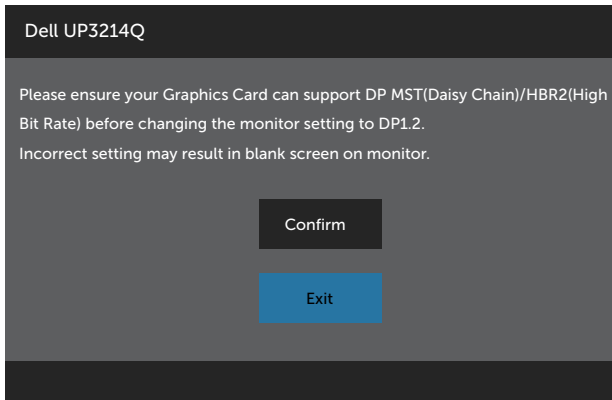 Dell UP3214Q
Please ensure your Graphics Card can support DP MST(Daisy Chain)/HBR2(High
Bit Rate) before changing the monitor setting to DP1.2.
Incorrect setting may result in blank screen on monitor.
Confirm
Exit